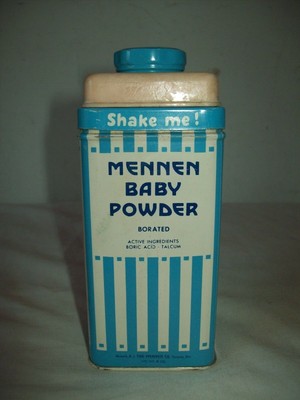 Shake me!
MENNEN
BABY
POWDER
BORATED
ACTIVE INGREDIENTS
BORIC ACID - TALCUM